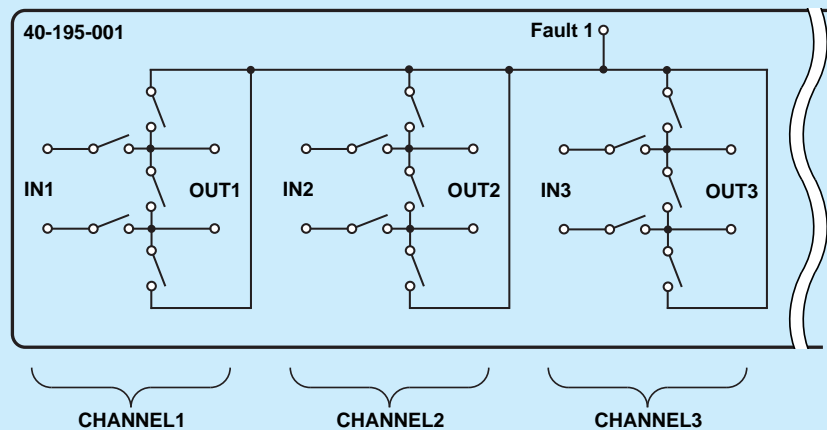 40-195-001
Fault 1
IN1
OUT1
IN2
OUT2
IN3
OUT3
CHANNEL1
CHANNEL2
CHANNEL3